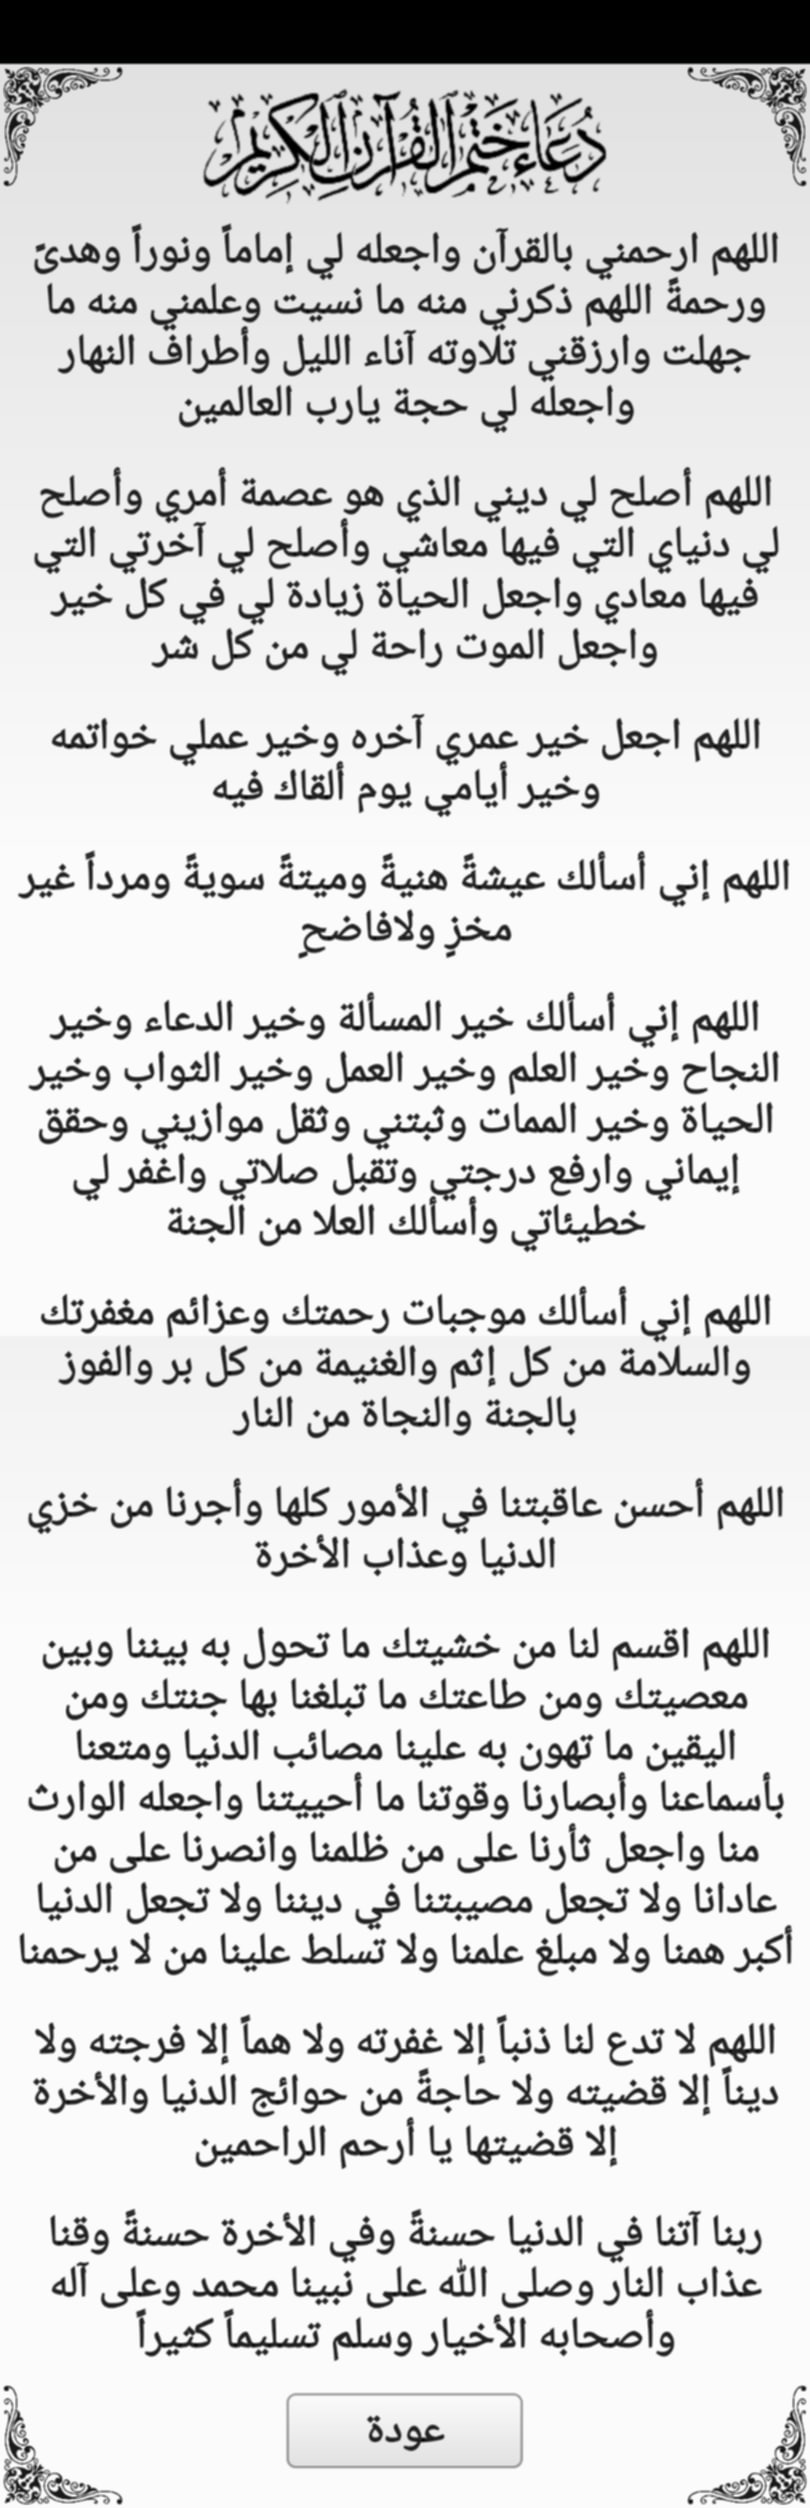 دُعَاء خَتْم القُرْآنِ الكَرِيْم
اللهم ارحمني بالقرآن واجعله لي إماماً ونوراً وهدىً
ورحمةً اللهم ذكرني منه ما نسيت وعلمني منه ما
جهلت وارزقني تلاوته آناء الليل وأطراف النهار
واجعله لي حجة يارب العالمين
اللهم أصلح لي ديني الذي هو عصمة أمري وأصلح
لي دنياي التي فيها معاشي وأصلح لي آخرتي التي
فيها معادي واجعل الحياة زيادة لي في كل خير
واجعل الموت راحة لي من كل شر
اللهم اجعل خير عمري آخره وخير عملي خواتمه
وخير أيامي يوم ألقاك فيه
اللهم إني أسألك عيشةً هنيةً وميتةً سويةً ومرداً غير
مخزٍ ولافاضحٍ
اللهم إني أسألك خير المسألة وخير الدعاء وخير
النجاح وخير العلم وخير العمل وخير الثواب وخير
الحياة وخير الممات وثبتني وثقل موازيني وحقق
إيماني وارفع درجتي وتقبل صلاتي واغفر لي
خطيئاتي وأسألك العلا من الجنة
اللهم إني أسألك موجبات رحمتك وعزائم مغفرتك
والسلامة من كل إثم والغنيمة من كل بر والفوز
بالجنة والنجاة من النار
اللهم أحسن عاقبتنا في الأمور كلها وأجرنا من خزي
الدنيا وعذاب الأخرة
اللهم اقسم لنا من خشيتك ما تحول به بيننا وبين
معصيتك ومن طاعتك ما تبلغنا بها جنتك ومن
اليقين ما تهون به علينا مصائب الدنيا ومتعنا
بأسماعنا وأبصارنا وقوتنا ما أحييتنا واجعله الوارث
منا واجعل ثأرنا على من ظلمنا وانصرنا على من
عادانا ولا تجعل مصيبتنا في ديننا ولا تجعل الدنيا
أكبر همنا ولا مبلغ علمنا ولا تسلط علينا من لا يرحمنا
اللهم لا تدع لنا ذنباً إلا غفرته ولا هماً إلا فرجته ولا
ديناً إلا قضيته ولا حاجةً من حوائج الدنيا والأخرة
إلا قضيتها يا أرحم الراحمين
ربنا آتنا في الدنيا حسنةً وفي الأخرة حسنةً وقنا
عذاب النار وصلى الله على نبينا محمد وعلى آله
وأصحابه الأخيار وسلم تسليماً كثيراً
عودة